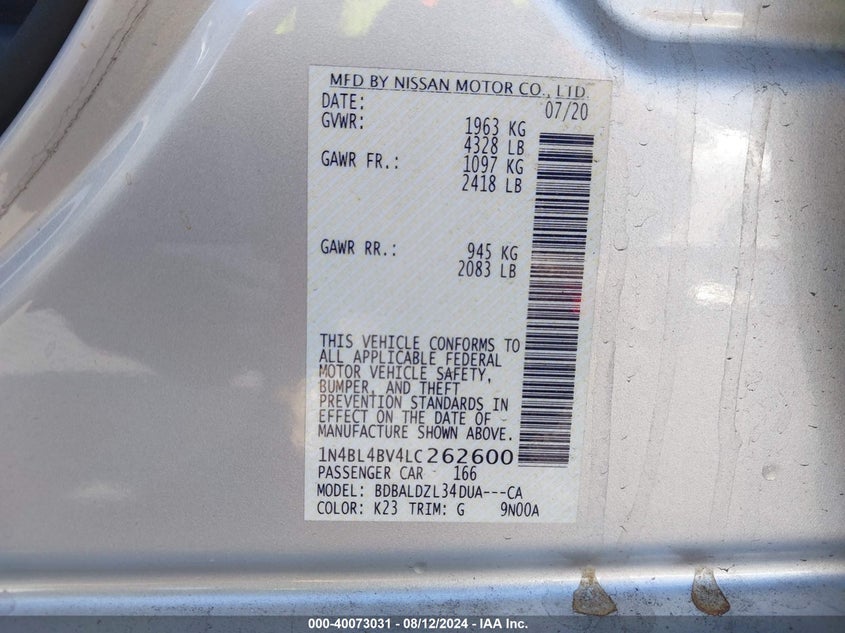 MFD BY NISSAN MOTOR CO., LTD.
DATE: 07/20
GVWR: 1963 KG
4328 LB
GAWR FR.: 1097 KG
2418 LB
GAWR RR.: 945 KG
2083 LB
THIS VEHICLE CONFORMS TO
ALL APPLICABLE FEDERAL
MOTOR VEHICLE SAFETY,
BUMPER, AND THEFT
PREVENTION STANDARDS IN
EFFECT ON THE DATE OF
MANUFACTURE SHOWN ABOVE.
1N4BL4BV4LC262600
PASSENGER CAR 166
MODEL: BDBALDZL34DUA---CA
COLOR: K23 TRIM: G 9N00A
000-40073031 - 08/12/2024 - IAA Inc.